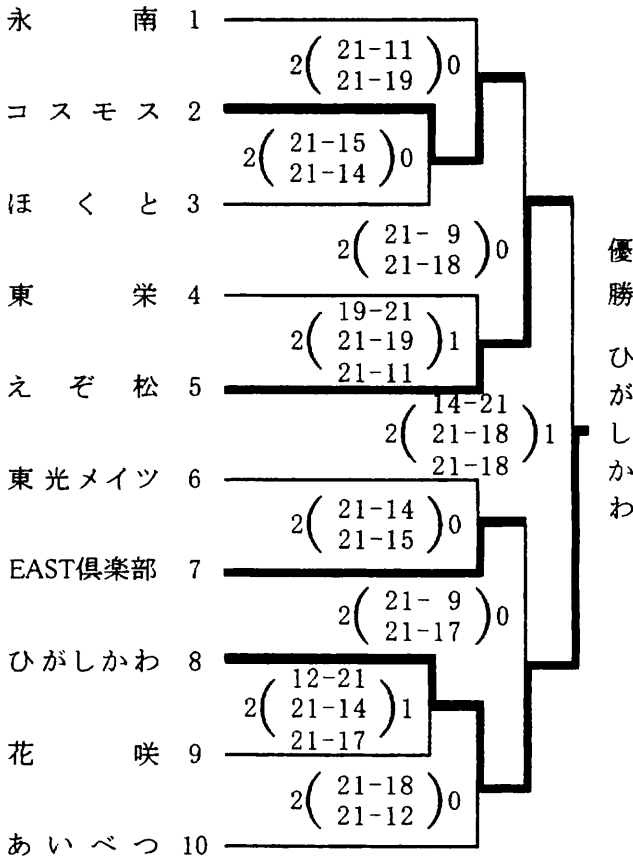 永南 1
2(21-11 21-19)0
コスモス 2
2(21-15 21-14)0
ほくと 3
2(21- 9 21-18)0
東栄 4
2(19-21 21-19 21-11)1
えぞ松 5
2(14-21 21-18 21-18)1
優勝 ひがしかわ
東光メイツ 6
2(21-14 21-15)0
EAST倶楽部 7
2(21- 9 21-17)0
ひがしかわ 8
2(12-21 21-14 21-17)1
花咲 9
2(21-18 21-12)0
あいべつ 10